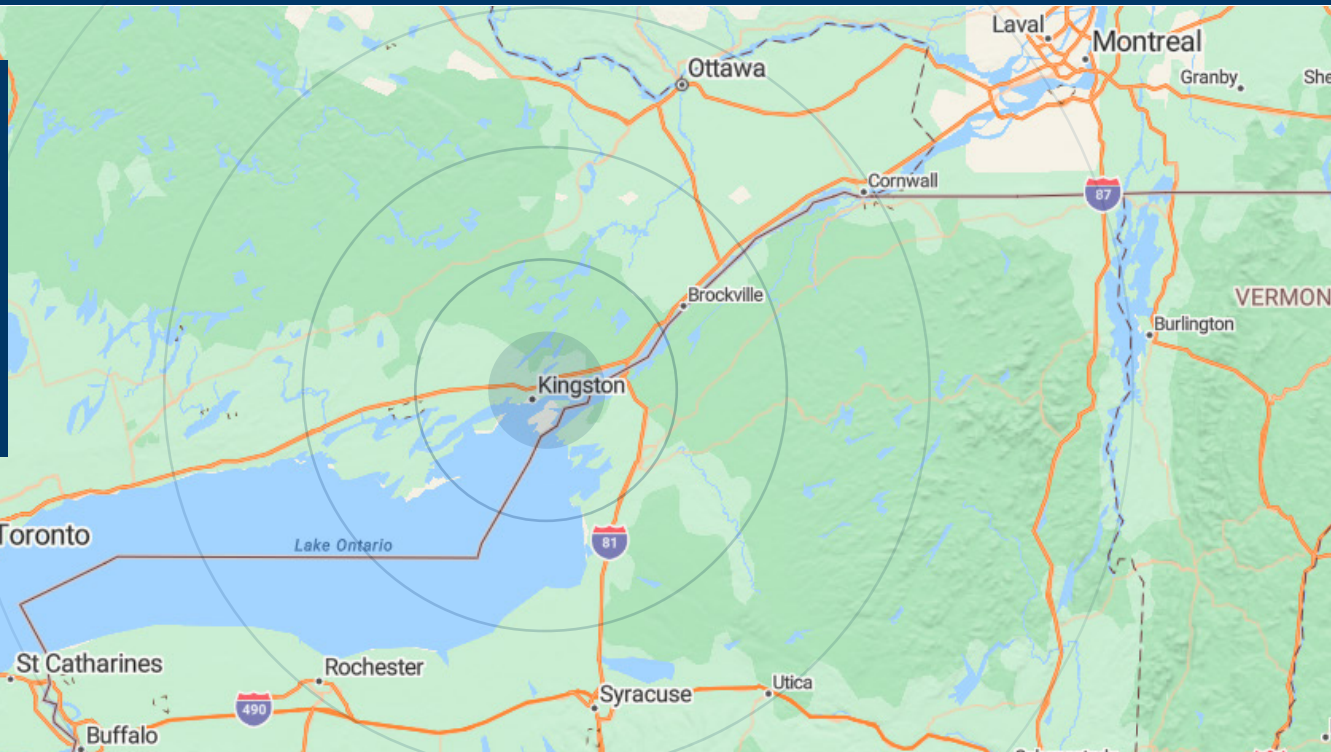 Laval
Montreal
Ottawa
Granby
She
Cornwall
87
Brockville
VERMON
Burlington
Kingston
Toronto
Lake Ontario
81
St Catharines
Rochester
Utica
Syracuse
490
Buffalo